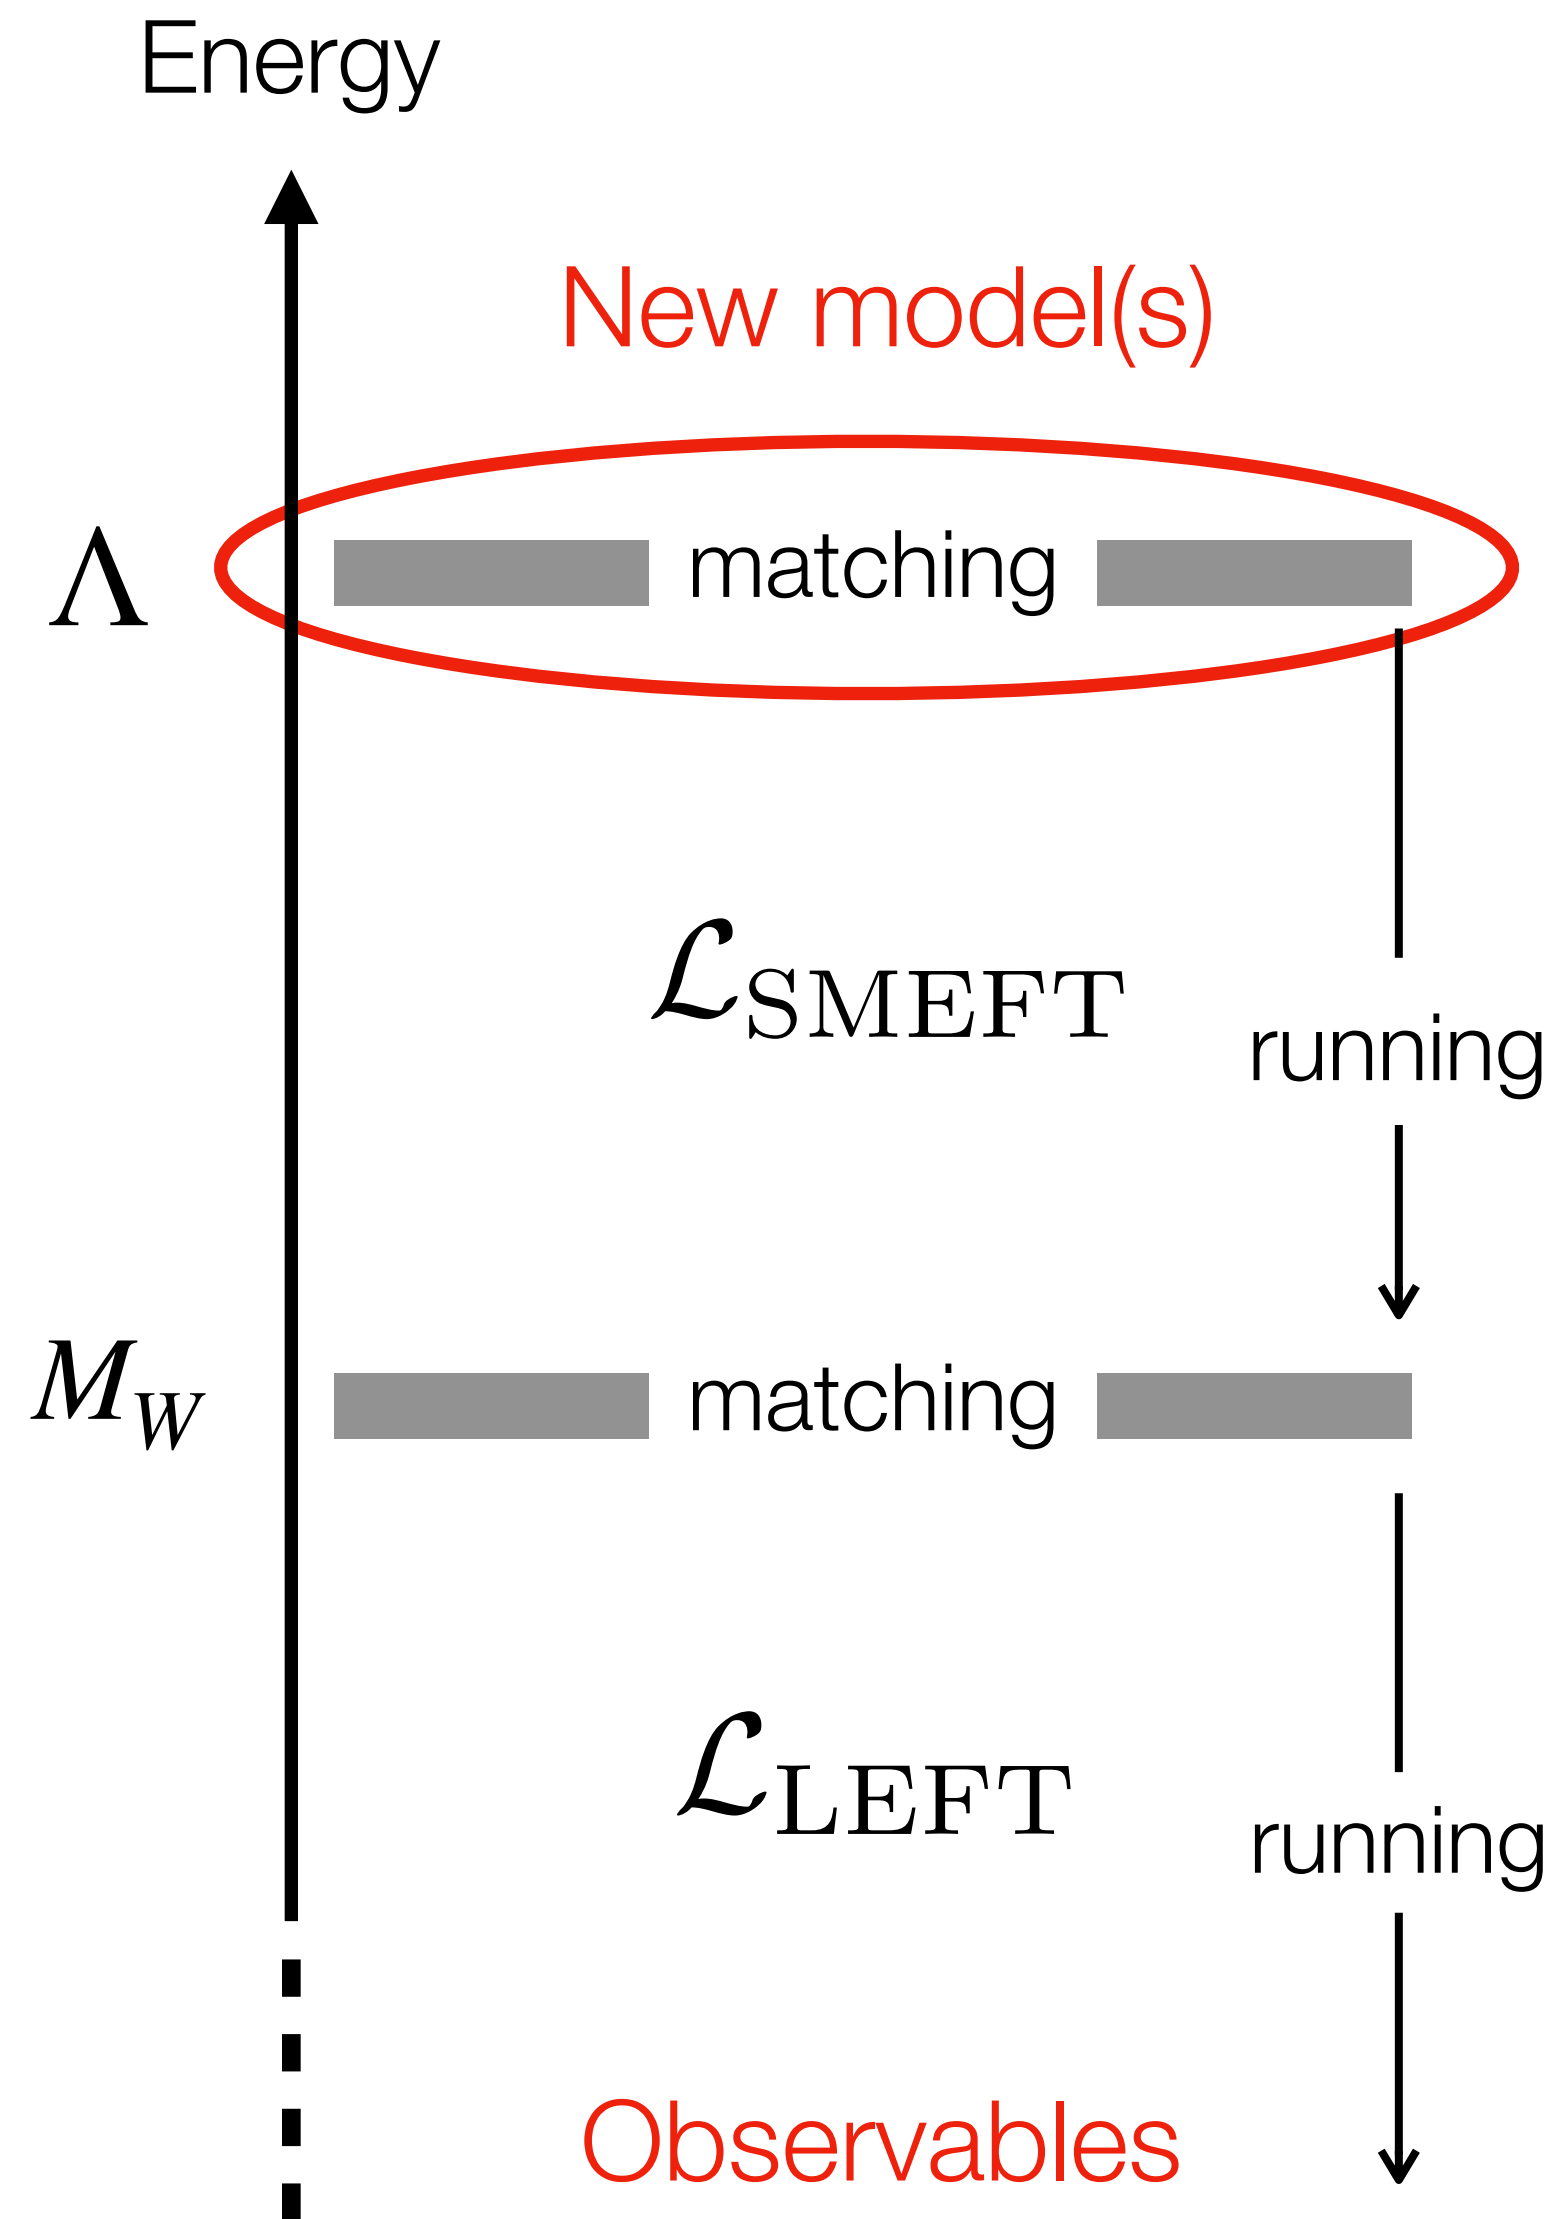 Energy
New model(s)
Λ matching
ℒSMEFT
running
M_W matching
ℒLEFT
running
Observables